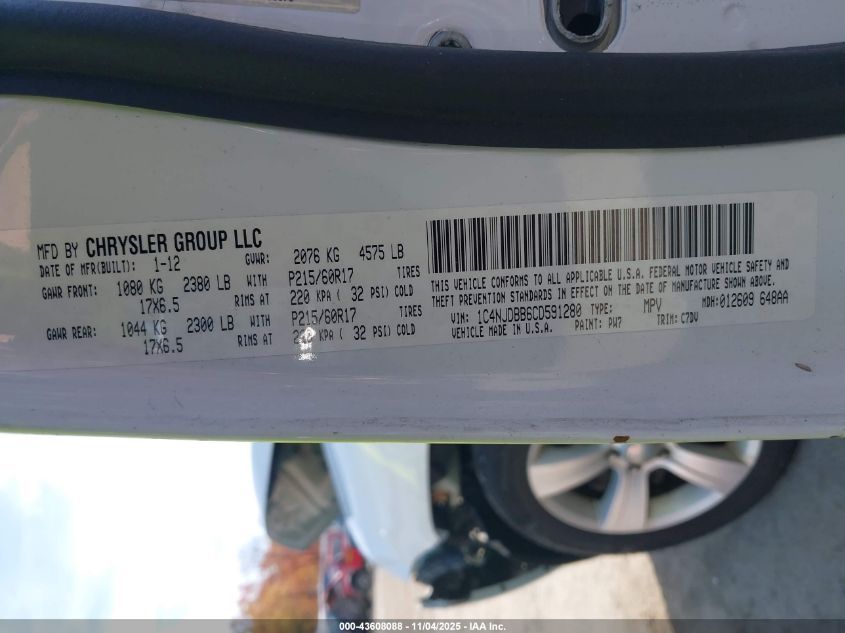 MFD BY CHRYSLER GROUP LLC
DATE OF MFR(BUILT): 1-12 GVWR: 2076 KG 4575 LB
GAWR FRONT: 1080 KG 2380 LB WITH P215/60R17 TIRES
17X6.5 RIMS AT 220 KPA ( 32 PSI) COLD
GAWR REAR: 1044 KG 2300 LB WITH P215/60R17 TIRES
17X6.5 RIMS AT KPA ( 32 PSI) COLD
THIS VEHICLE CONFORMS TO ALL APPLICABLE U.S.A. FEDERAL MOTOR VEHICLE SAFETY AND
THEFT PREVENTION STANDARDS IN EFFECT ON THE DATE OF MANUFACTURE SHOWN ABOVE.
VIN: 1C4NJDBB6CD591280 TYPE: MPV MDH: 012609 648AA
VEHICLE MADE IN U.S.A. PAINT: PW7 TRIM: C7DV
000-43608088 - 11/04/2025 - IAA Inc.